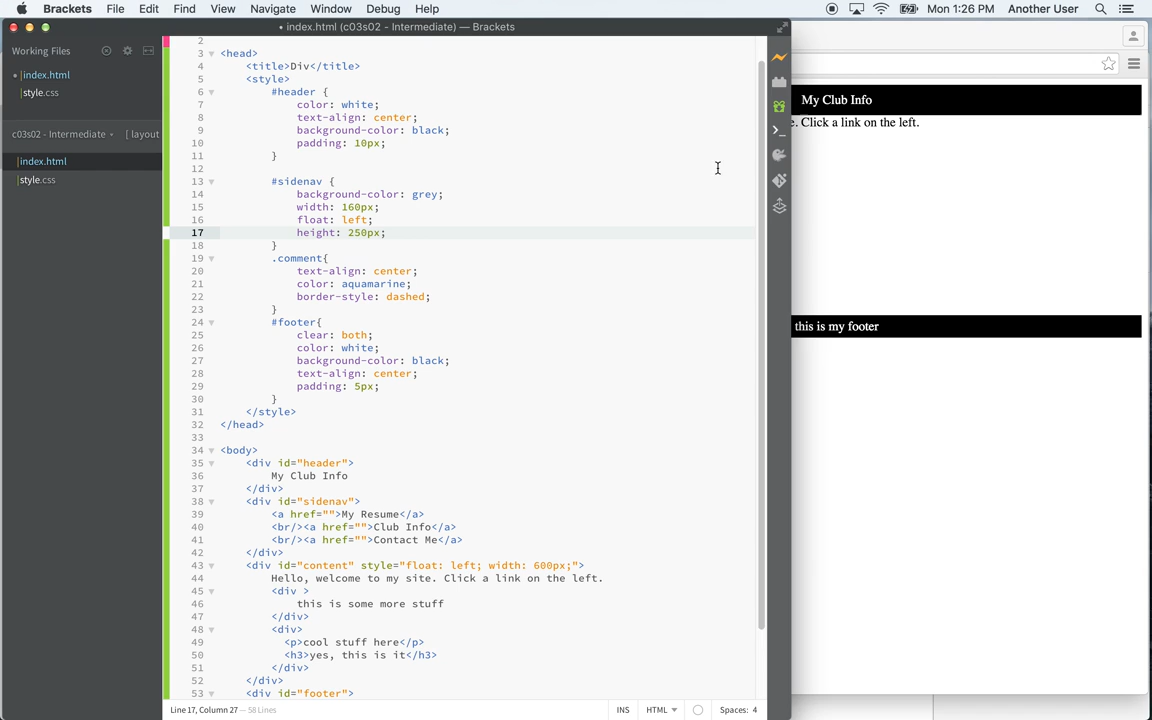 Brackets File Edit Find View Navigate Window Debug Help Mon 1:26 PM Another User
• index.html (c03s02 - Intermediate) — Brackets
Working Files
index.html
style.css
c03s02 - Intermediate [ layout
index.html
style.css
2
3 <head>
4 <title>Div</title>
5 <style>
6 #header {
7 color: white;
8 text-align: center;
9 background-color: black;
10 padding: 10px;
11 }
12
13 #sidenav {
14 background-color: grey;
15 width: 160px;
16 float: left;
17 height: 250px;
18 }
19 .comment{
20 text-align: center;
21 color: aquamarine;
22 border-style: dashed;
23 }
24 #footer{
25 clear: both;
26 color: white;
27 background-color: black;
28 text-align: center;
29 padding: 5px;
30 }
31 </style>
32 </head>
33
34 <body>
35 <div id="header">
36 My Club Info
37 </div>
38 <div id="sidenav">
39 <a href="">My Resume</a>
40 <br/><a href="">Club Info</a>
41 <br/><a href="">Contact Me</a>
42 </div>
43 <div id="content" style="float: left; width: 600px;">
44 Hello, welcome to my site. Click a link on the left.
45 <div >
46 this is some more stuff
47 </div>
48 <div>
49 <p>cool stuff here</p>
50 <h3>yes, this is it</h3>
51 </div>
52 </div>
53 <div id="footer">
Line 17, Column 27 — 58 Lines INS HTML Spaces: 4
My Club Info
e. Click a link on the left.
this is my footer